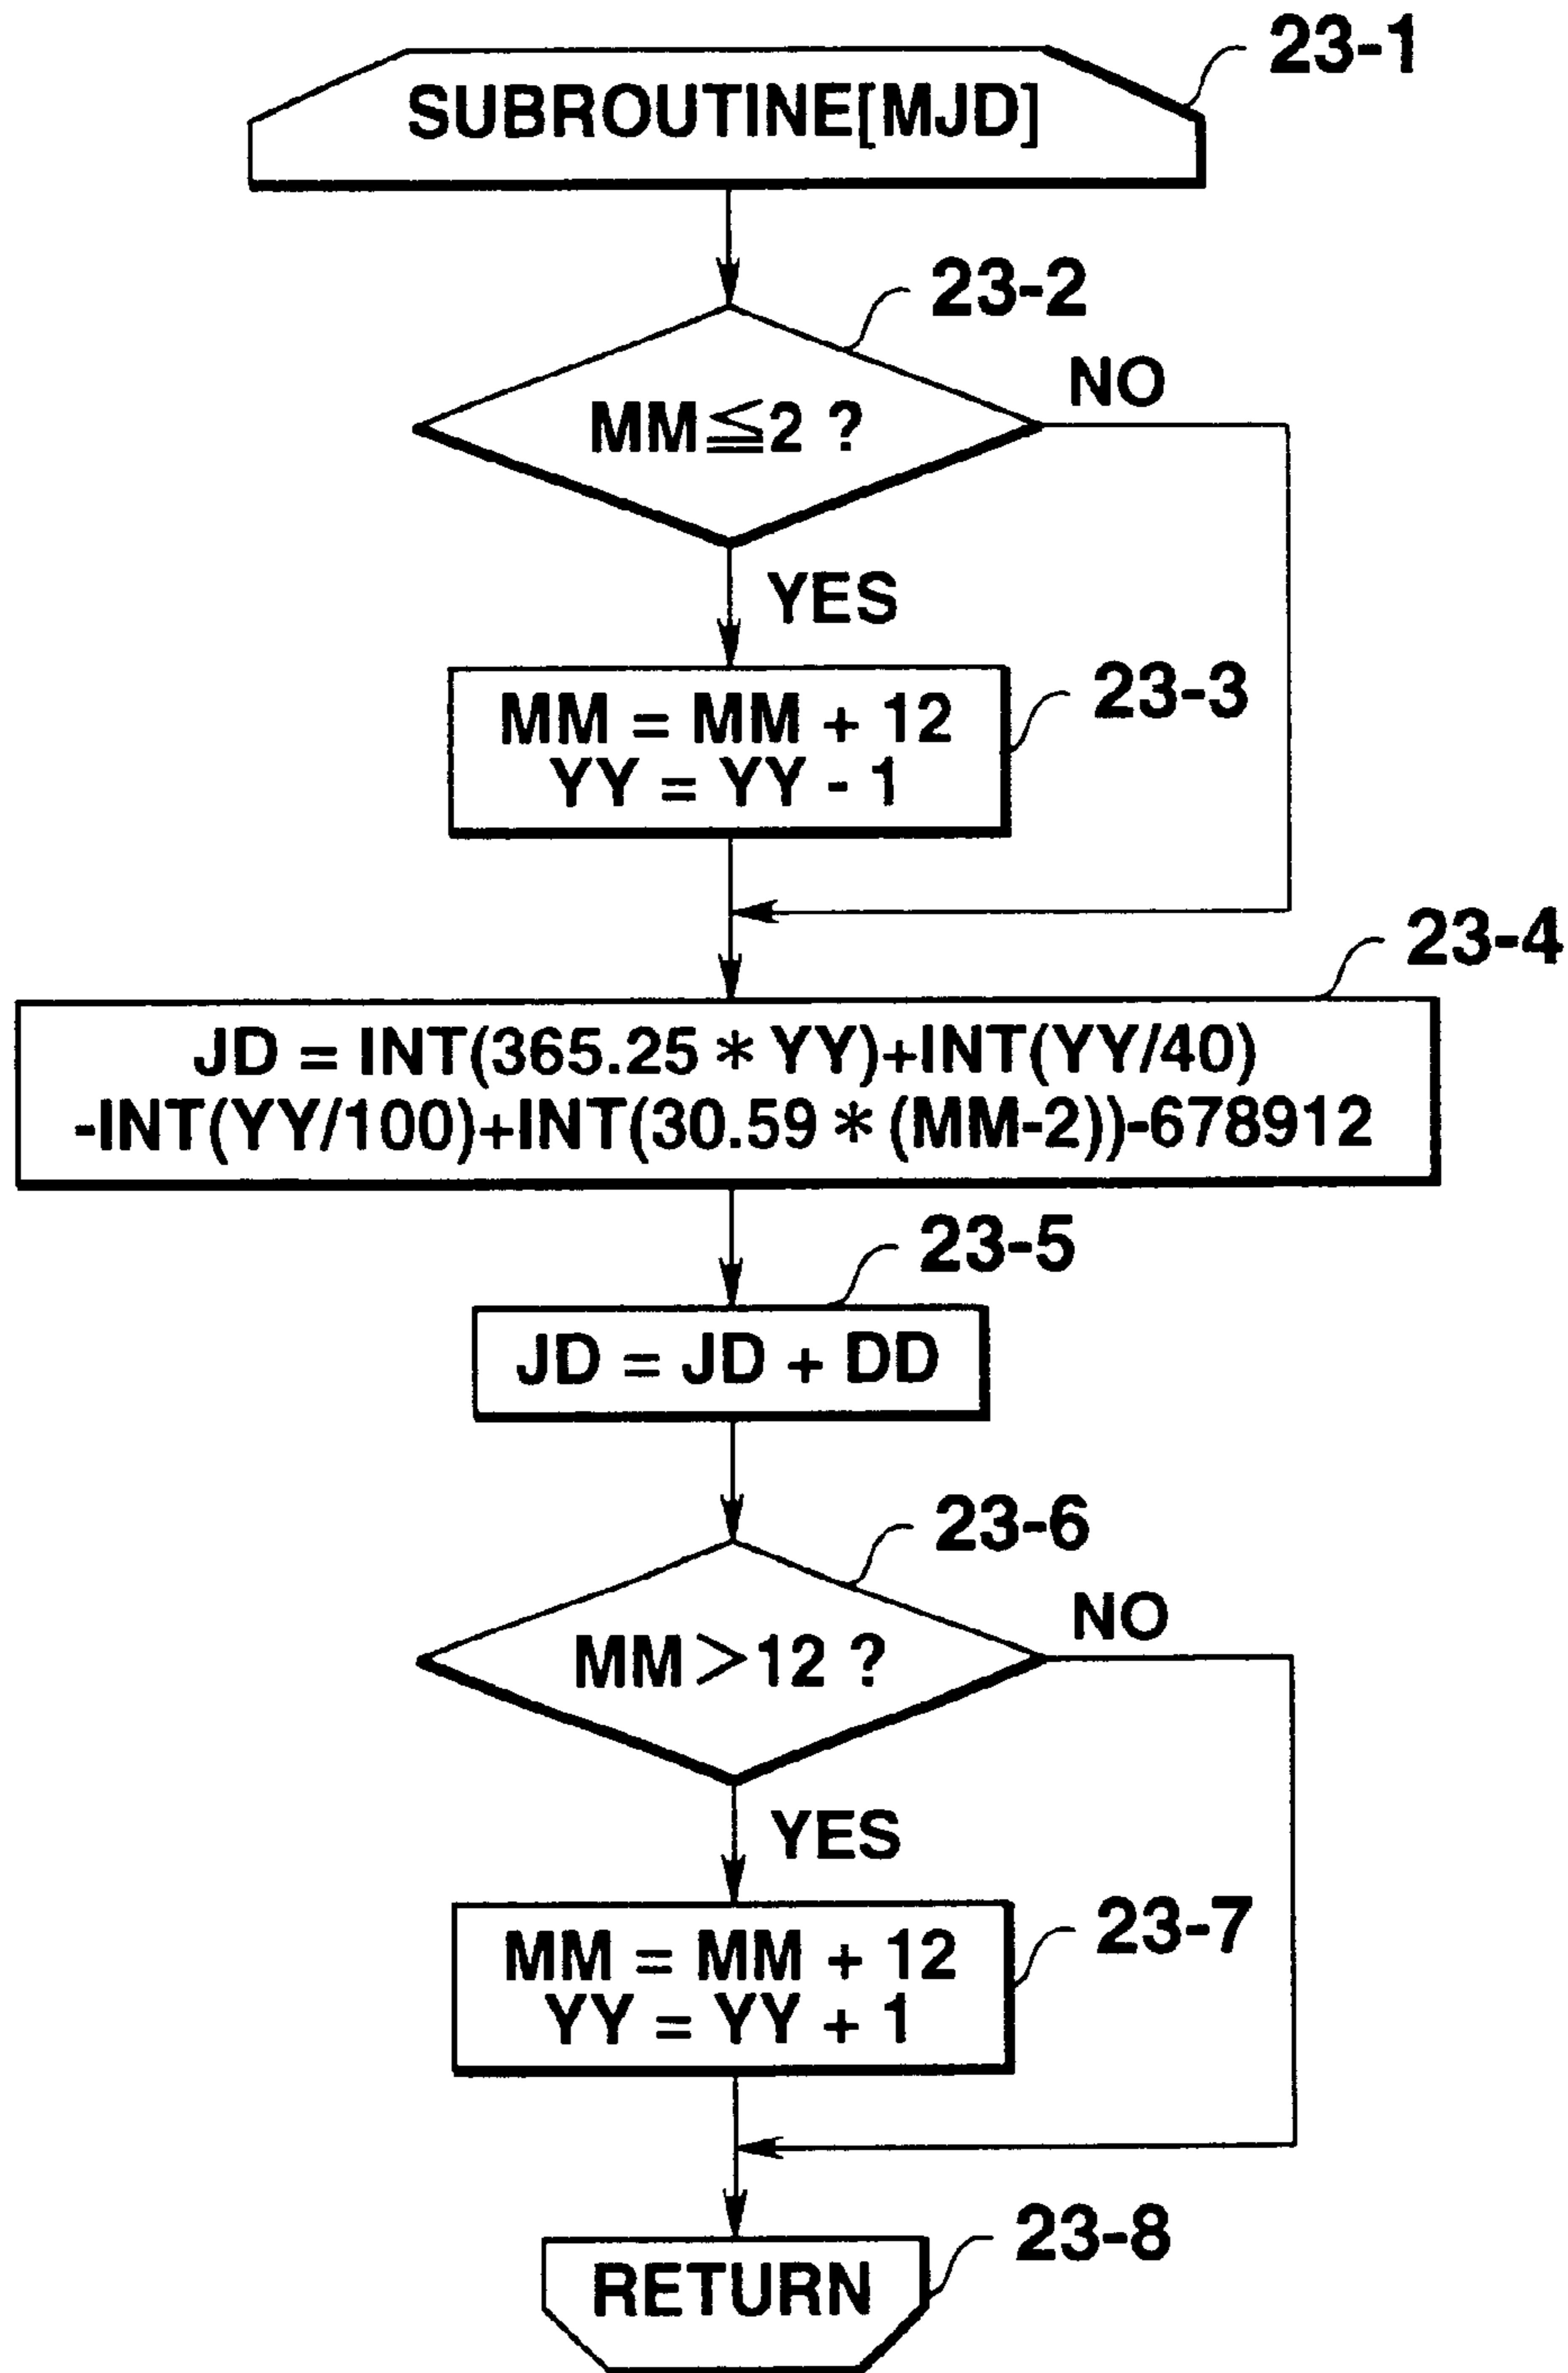 23-1
SUBROUTINE[MJD]
23-2
MM≦2 ?
NO
YES
23-3
MM = MM + 12
YY = YY - 1
23-4
JD = INT(365.25 * YY)+INT(YY/40)
-INT(YY/100)+INT(30.59 * (MM-2))-678912
23-5
JD = JD + DD
23-6
MM>12 ?
NO
YES
23-7
MM = MM + 12
YY = YY + 1
23-8
RETURN